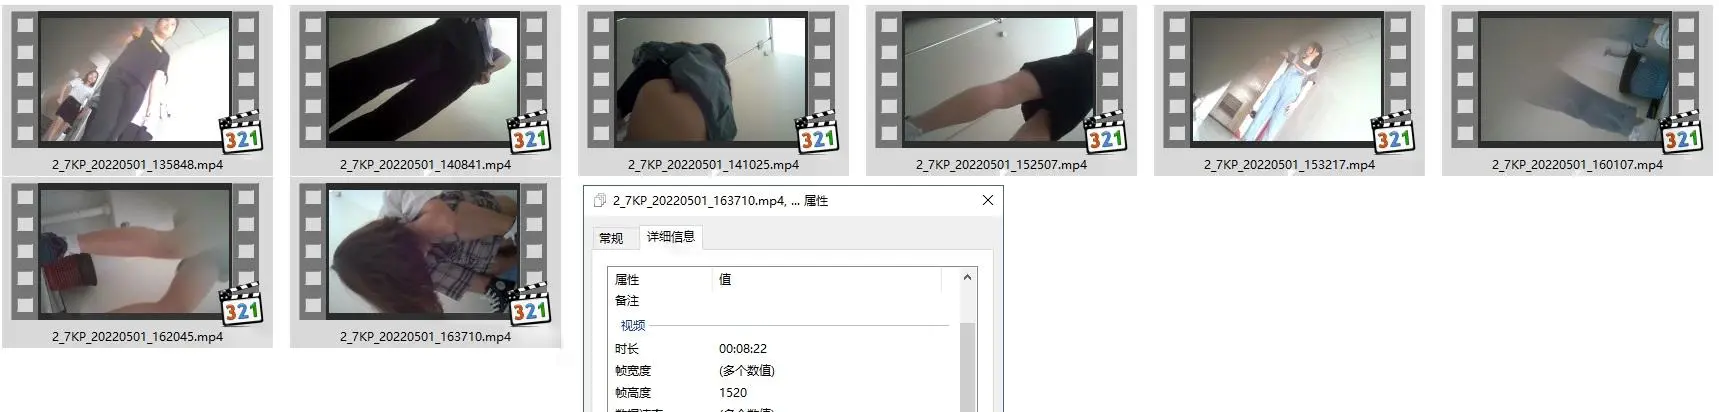 321
321
321
321
321
321
2_7KP_20220501_135848.mp4
2_7KP_20220501_140841.mp4
2_7KP_20220501_141025.mp4
2_7KP_20220501_152507.mp4
2_7KP_20220501_153217.mp4
2_7KP_20220501_160107.mp4
321
321
2_7KP_20220501_162045.mp4
2_7KP_20220501_163710.mp4
2_7KP_20220501_163710.mp4, ... 属性
常规 详细信息
属性 值
备注
视频
时长 00:08:22
帧宽度 (多个数值)
帧高度 1520